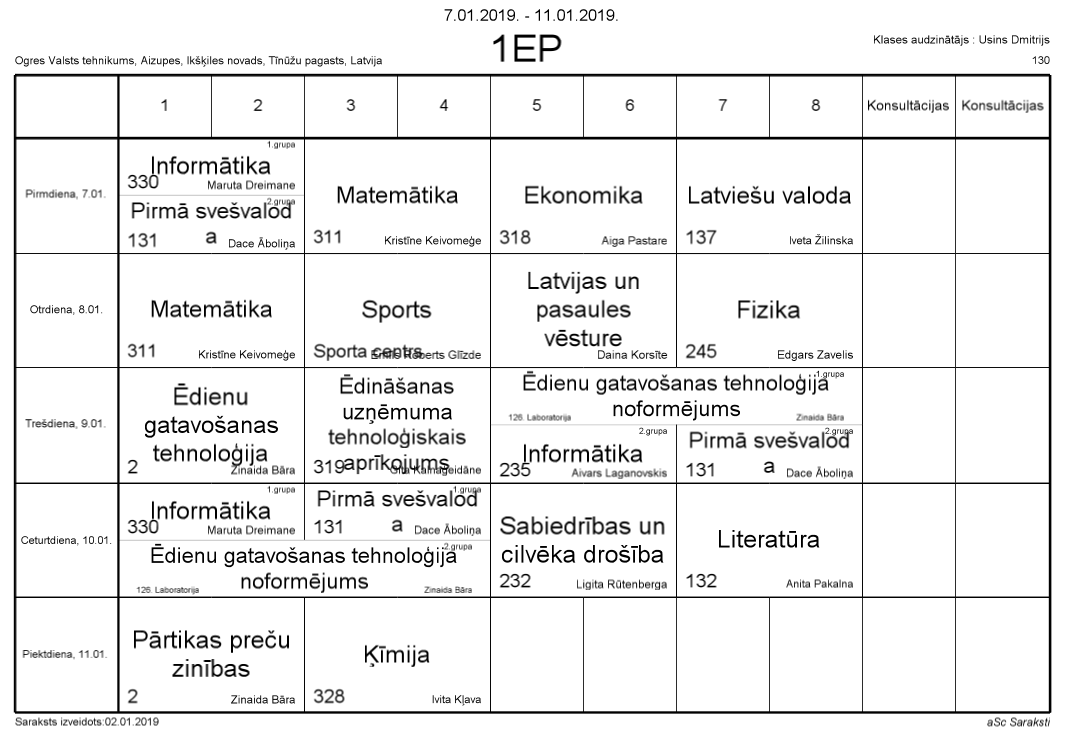 7.01.2019. - 11.01.2019.
1EP
Klases audzinātājs : Usins Dmitrijs
Ogres Valsts tehnikums, Aizupes, Ikšķiles novads, Tīnūžu pagasts, Latvija
130
1 2 3 4 5 6 7 8 Konsultācijas Konsultācijas
Pirmdiena, 7.01.
1.grupa
Informātika
330 Maruta Dreimane
2.grupa
Pirmā svešvalod
a
131 Dace Āboliņa
Matemātika
311 Kristīne Keivomeģe
Ekonomika
318 Aiga Pastare
Latviešu valoda
137 Iveta Žilinska
Otrdiena, 8.01.
Matemātika
311 Kristīne Keivomeģe
Sports
Sporta centrs Emīls Roberts Glīzde
Latvijas un
pasaules
vēsture
Daina Korsīte
Fizika
245 Edgars Zavelis
Trešdiena, 9.01.
Ēdienu
gatavošanas
tehnoloģija
2 Zinaida Bāra
Ēdināšanas
uzņēmuma
tehnoloģiskais
aprīkojums
319 Gita
1.grupa
Ēdienu gatavošanas tehnoloģijā
noformējums
126. Laboratorija Zinaida Bāra
2.grupa
Informātika
235 Aivars Laganovskis
2.grupa
Pirmā svešvalod
a
131 Dace Āboliņa
Ceturtdiena, 10.01.
1.grupa
Informātika
330 Maruta Dreimane
1.grupa
Pirmā svešvalod
a
131 Dace Āboliņa
2.grupa
Ēdienu gatavošanas tehnoloģijā
noformējums
126. Laboratorija Zinaida Bāra
Sabiedrības un
cilvēka drošība
232 Ligita Rūtenberga
Literatūra
132 Anita Pakalna
Piektdiena, 11.01.
Pārtikas preču
zinības
2 Zinaida Bāra
Ķīmija
328 Ivita Kļava
Saraksts izveidots:02.01.2019
aSc Saraksti